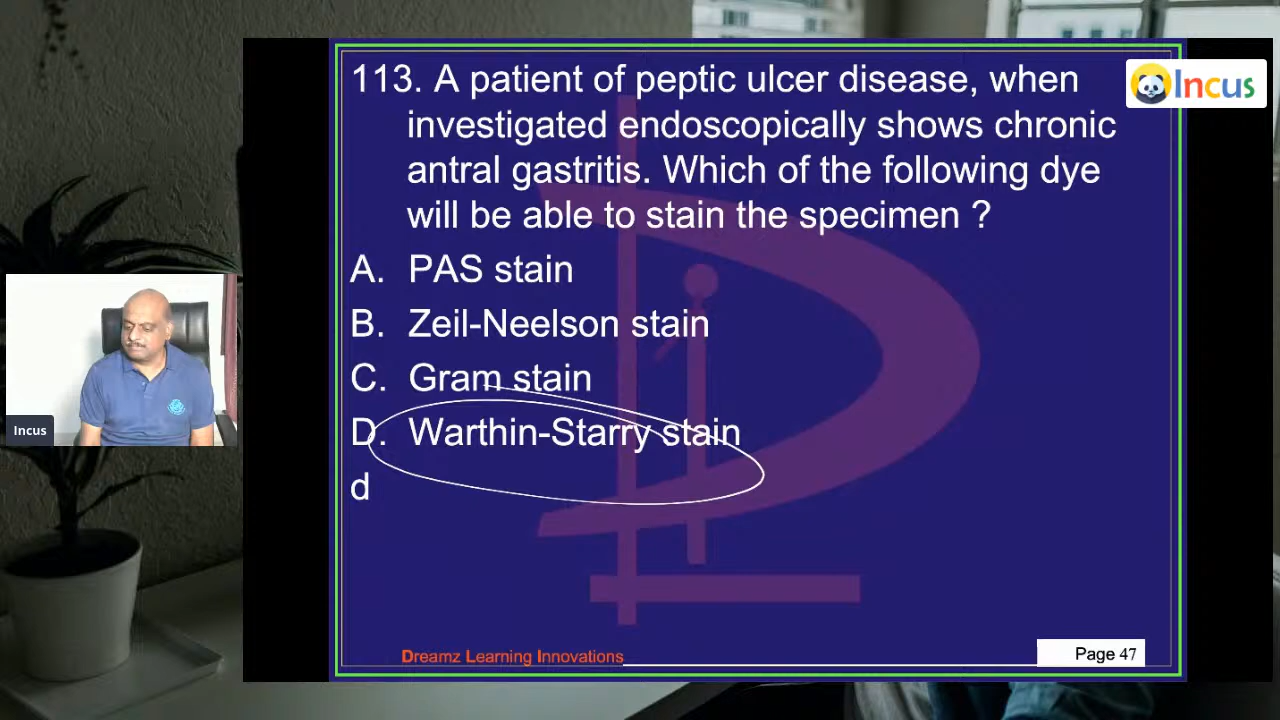 113. A patient of peptic ulcer disease, when
investigated endoscopically shows chronic
antral gastritis. Which of the following dye
will be able to stain the specimen ?
A. PAS stain
B. Zeil-Neelson stain
C. Gram stain
D. Warthin-Starry stain
d
Dreamz Learning Innovations
Page 47
Incus
Incus